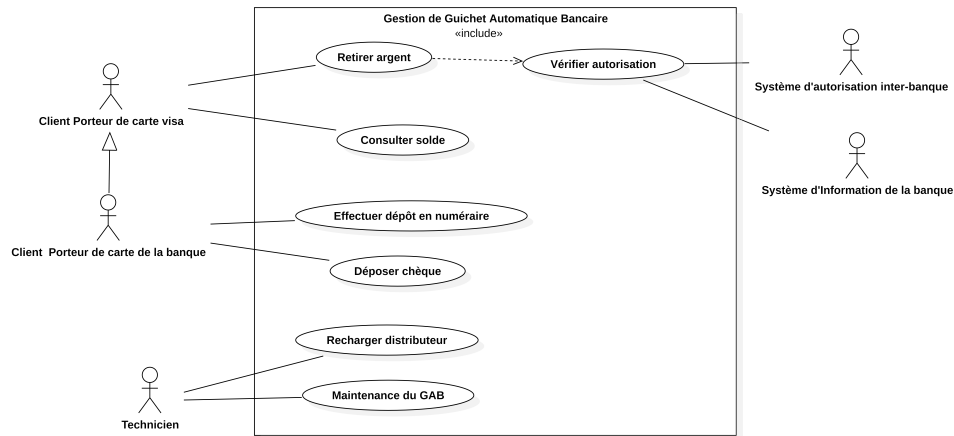 Gestion de Guichet Automatique Bancaire
«include»
Retirer argent
Vérifier autorisation
Système d'autorisation inter-banque
Client Porteur de carte visa
Consulter solde
Système d'Information de la banque
Effectuer dépôt en numéraire
Client  Porteur de carte de la banque
Déposer chèque
Recharger distributeur
Maintenance du GAB
Technicien